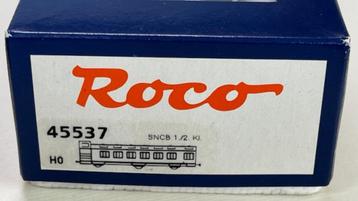 Roco
45537
SNCB 1./2. Kl.
H0